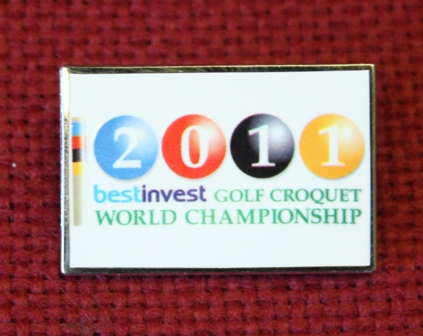 2011
bestinvest GOLF CROQUET
WORLD CHAMPIONSHIP